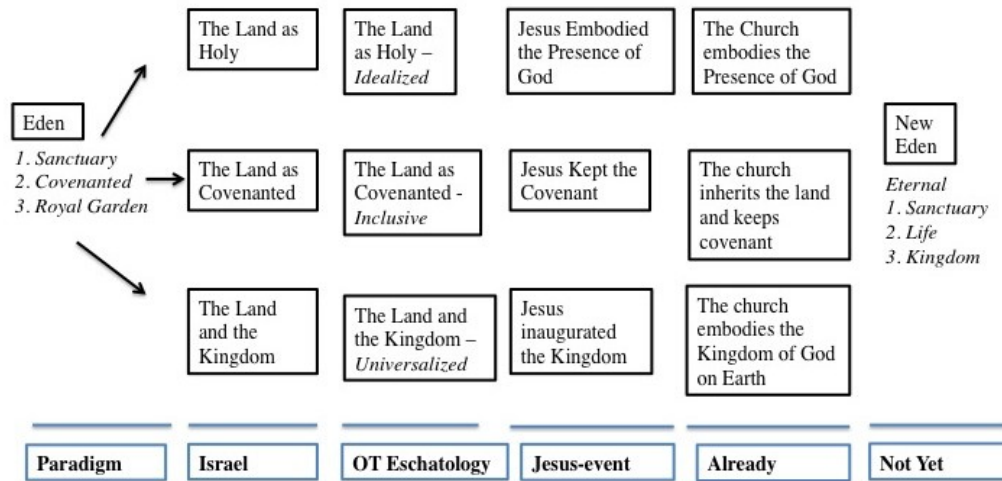 Eden
1. Sanctuary
2. Covenanted
3. Royal Garden
The Land as
Holy
The Land
as Holy –
Idealized
Jesus Embodied
the Presence of
God
The Church
embodies the
Presence of God
The Land as
Covenanted
The Land as
Covenanted -
Inclusive
Jesus Kept the
Covenant
The church
inherits the land
and keeps
covenant
The Land
and the
Kingdom
The Land and
the Kingdom –
Universalized
Jesus
inaugurated
the Kingdom
The church
embodies the
Kingdom of God
on Earth
New
Eden
Eternal
1. Sanctuary
2. Life
3. Kingdom
Paradigm
Israel
OT Eschatology
Jesus-event
Already
Not Yet